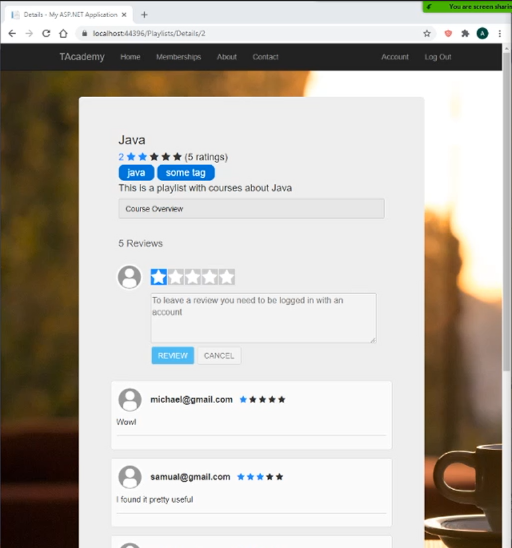 You are screen sharin
Details - My ASP.NET Application
localhost:44396/Playlists/Details/2
A
TAcademy Home Memberships About Contact Account Log Out
Java
2 (5 ratings)
java some tag
This is a playlist with courses about Java
Course Overview
5 Reviews
To leave a review you need to be logged in with an
account
REVIEW CANCEL
michael@gmail.com
Wow!
samual@gmail.com
I found it pretty useful